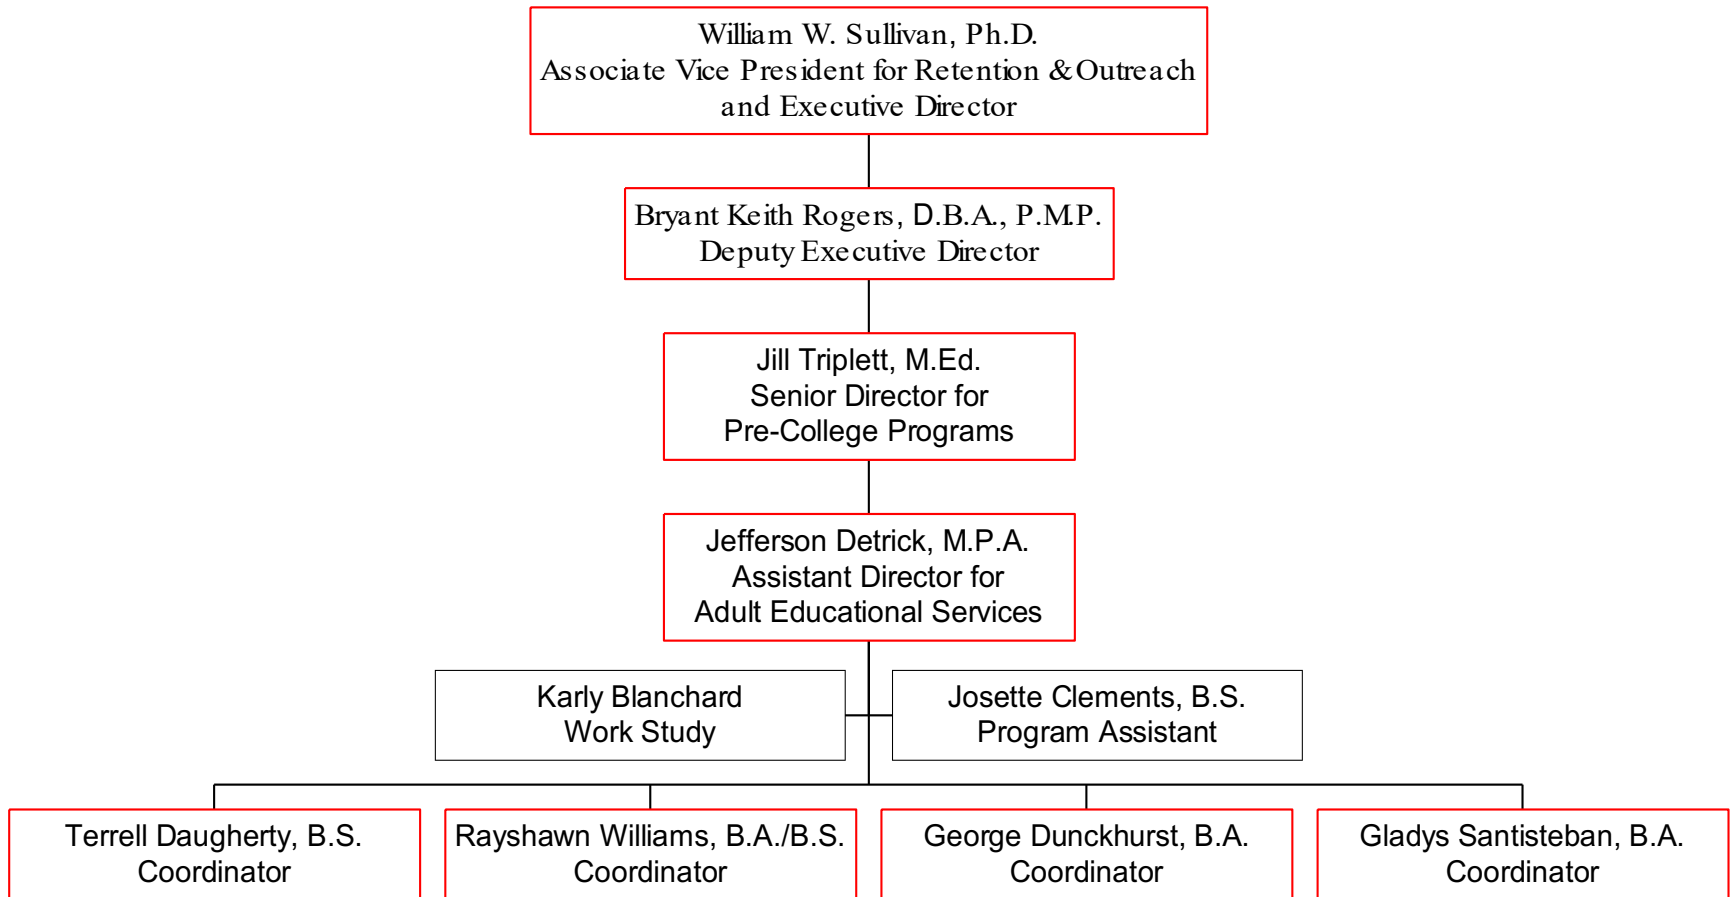 William W. Sullivan, Ph.D.
Associate Vice President for Retention & Outreach
and Executive Director
Bryant Keith Rogers, D.B.A., P.M.P.
Deputy Executive Director
Jill Triplett, M.Ed.
Senior Director for
Pre-College Programs
Jefferson Detrick, M.P.A.
Assistant Director for
Adult Educational Services
Karly Blanchard
Work Study
Josette Clements, B.S.
Program Assistant
Terrell Daugherty, B.S.
Coordinator
Rayshawn Williams, B.A./B.S.
Coordinator
George Dunckhurst, B.A.
Coordinator
Gladys Santisteban, B.A.
Coordinator